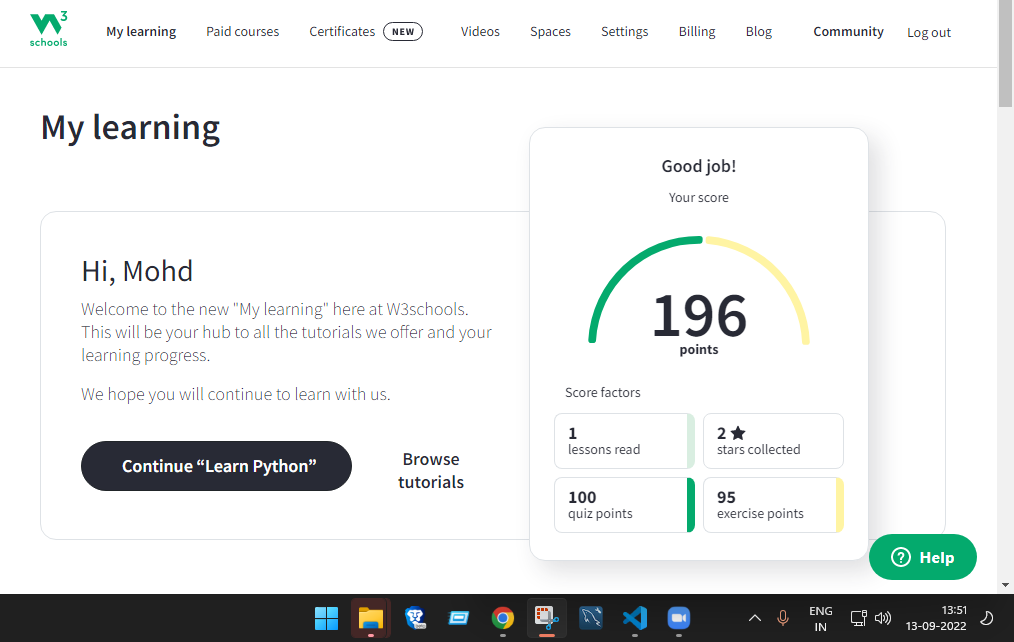 W3
schools
My learning
Paid courses
Certificates
NEW
Videos
Spaces
Settings
Billing
Blog
Community
Log out
My learning
Good job!
Your score
196
points
Score factors
1
lessons read
2
stars collected
100
quiz points
95
exercise points
Hi, Mohd
Welcome to the new "My learning" here at W3schools.
This will be your hub to all the tutorials we offer and your
learning progress.
We hope you will continue to learn with us.
Continue “Learn Python”
Browse
tutorials
Help
ENG
IN
13:51
13-09-2022